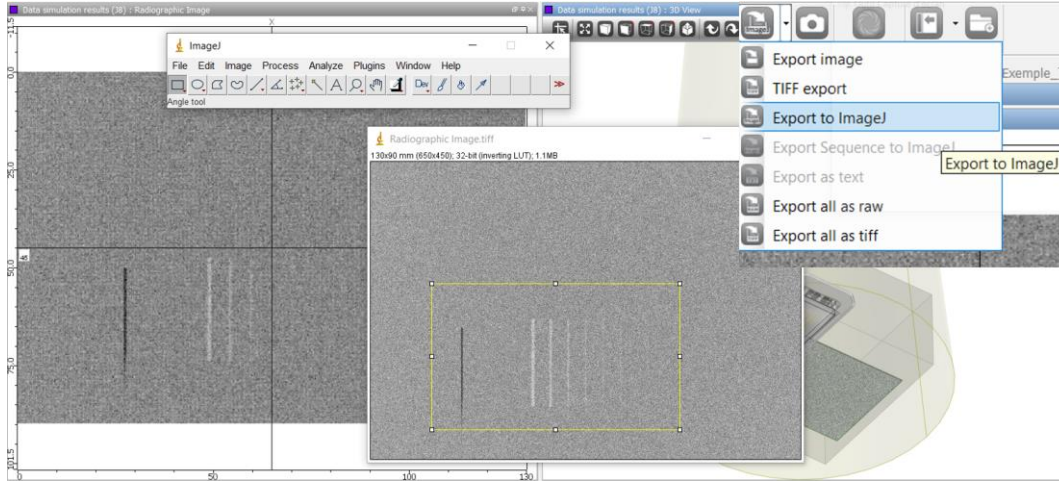 Data simulation results (J8) : Radiographic Image
X
-11.5
0,0
25,0
45
50,0
75,0
101.5
0
50
100
130
ImageJ
File Edit Image Process Analyze Plugins Window Help
Dev
Angle tool
Radiographic Image.tiff
130x90 mm (650x450); 32-bit (inverting LUT); 1.1MB
Data simulation results (J8) : 3D View
ImageJ
Export image
TIFF export
Export to ImageJ
Export Sequence to ImageJ
Export as text
Export all as raw
Export all as tiff
Export to ImageJ
Exemple_